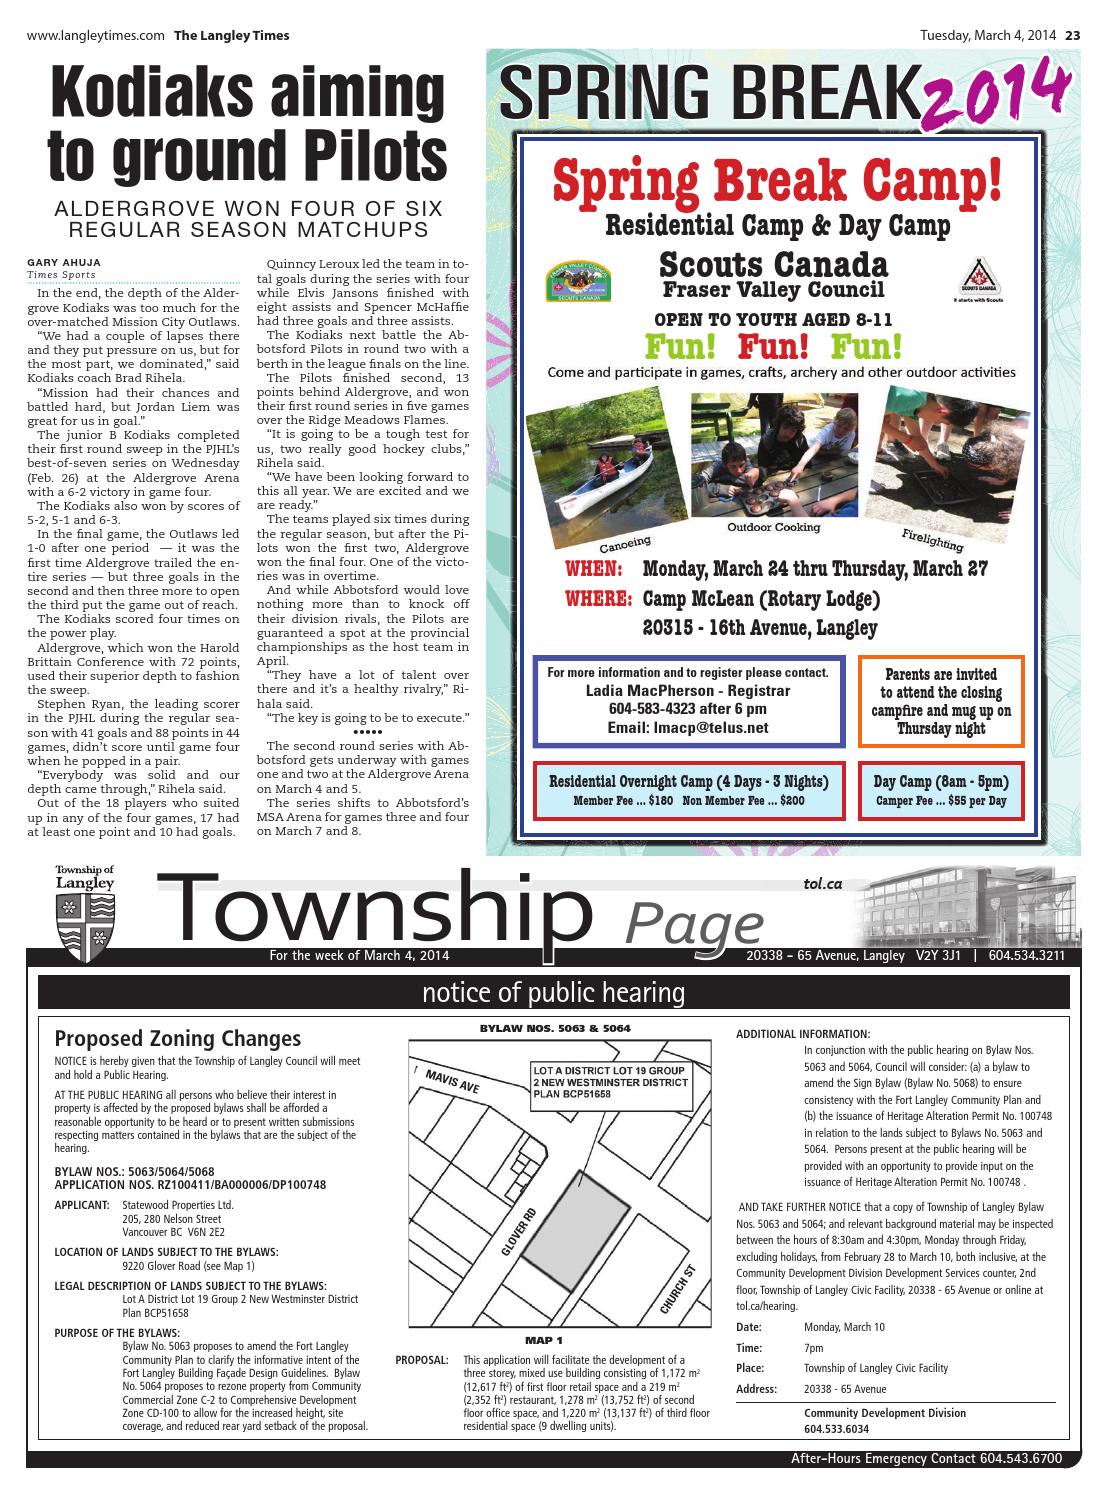 www.langleytimes.com The Langley Times
Tuesday, March 4, 2014 23
Kodiaks aiming
to ground Pilots
ALDERGROVE WON FOUR OF SIX
REGULAR SEASON MATCHUPS
GARY AHUJA
Times Sports
In the end, the depth of the Alder-
grove Kodiaks was too much for the
over-matched Mission City Outlaws.
“We had a couple of lapses there
and they put pressure on us, but for
the most part, we dominated,” said
Kodiaks coach Brad Rihela.
“Mission had their chances and
battled hard, but Jordan Liem was
great for us in goal.”
The junior B Kodiaks completed
their first round sweep in the PJHL’s
best-of-seven series on Wednesday
(Feb. 26) at the Aldergrove Arena
with a 6-2 victory in game four.
The Kodiaks also won by scores of
5-2, 5-1 and 6-3.
In the final game, the Outlaws led
1-0 after one period — it was the
first time Aldergrove trailed the en-
tire series — but three goals in the
second and then three more to open
the third put the game out of reach.
The Kodiaks scored four times on
the power play.
Aldergrove, which won the Harold
Brittain Conference with 72 points,
used their superior depth to fashion
the sweep.
Stephen Ryan, the leading scorer
in the PJHL during the regular sea-
son with 41 goals and 88 points in 44
games, didn’t score until game four
when he popped in a pair.
“Everybody was solid and our
depth came through,” Rihela said.
Out of the 18 players who suited
up in any of the four games, 17 had
at least one point and 10 had goals.
Quinncy Leroux led the team in to-
tal goals during the series with four
while Elvis Jansons finished with
eight assists and Spencer McHaffie
had three goals and three assists.
The Kodiaks next battle the Ab-
botsford Pilots in round two with a
berth in the league finals on the line.
The Pilots finished second, 13
points behind Aldergrove, and won
their first round series in five games
over the Ridge Meadows Flames.
“It is going to be a tough test for
us, two really good hockey clubs,”
Rihela said.
“We have been looking forward to
this all year. We are excited and we
are ready.”
The teams played six times during
the regular season, but after the Pi-
lots won the first two, Aldergrove
won the final four. One of the victo-
ries was in overtime.
And while Abbotsford would love
nothing more than to knock off
their division rivals, the Pilots are
guaranteed a spot at the provincial
championships as the host team in
April.
“They have a lot of talent over
there and it’s a healthy rivalry,” Ri-
hala said.
“The key is going to be to execute.”
•••••
The second round series with Ab-
botsford gets underway with games
one and two at the Aldergrove Arena
on March 4 and 5.
The series shifts to Abbotsford’s
MSA Arena for games three and four
on March 7 and 8.
SPRING BREAK 2014
Spring Break Camp!
Residential Camp & Day Camp
Scouts Canada
Fraser Valley Council
FRASER VALLEY COUNCIL
SCOUTS CANADA
SCOUTS CANADA
It starts with Scouts
OPEN TO YOUTH AGED 8-11
Fun! Fun! Fun!
Come and participate in games, crafts, archery and other outdoor activities
Canoeing
Outdoor Cooking
Firelighting
WHEN: Monday, March 24 thru Thursday, March 27
WHERE: Camp McLean (Rotary Lodge)
20315 - 16th Avenue, Langley
For more information and to register please contact.
Ladia MacPherson - Registrar
604-583-4323 after 6 pm
Email: lmacp@telus.net
Parents are invited
to attend the closing
campfire and mug up on
Thursday night
Residential Overnight Camp (4 Days - 3 Nights)
Member Fee ... $180 Non Member Fee ... $200
Day Camp (8am - 5pm)
Camper Fee ... $55 per Day
Township of
Langley
Township Page
tol.ca
For the week of March 4, 2014
20338 - 65 Avenue, Langley V2Y 3J1 | 604.534.3211
notice of public hearing
Proposed Zoning Changes
NOTICE is hereby given that the Township of Langley Council will meet
and hold a Public Hearing.
AT THE PUBLIC HEARING all persons who believe their interest in
property is affected by the proposed bylaws shall be afforded a
reasonable opportunity to be heard or to present written submissions
respecting matters contained in the bylaws that are the subject of the
hearing.
BYLAW NOS.: 5063/5064/5068
APPLICATION NOS. RZ100411/BA000006/DP100748
APPLICANT: Statewood Properties Ltd.
205, 280 Nelson Street
Vancouver BC V6N 2E2
LOCATION OF LANDS SUBJECT TO THE BYLAWS:
9220 Glover Road (see Map 1)
LEGAL DESCRIPTION OF LANDS SUBJECT TO THE BYLAWS:
Lot A District Lot 19 Group 2 New Westminster District
Plan BCP51658
PURPOSE OF THE BYLAWS:
Bylaw No. 5063 proposes to amend the Fort Langley
Community Plan to clarify the informative intent of the
Fort Langley Building Façade Design Guidelines. Bylaw
No. 5064 proposes to rezone property from Community
Commercial Zone C-2 to Comprehensive Development
Zone CD-100 to allow for the increased height, site
coverage, and reduced rear yard setback of the proposal.
BYLAW NOS. 5063 & 5064
MAVIS AVE
LOT A DISTRICT LOT 19 GROUP
2 NEW WESTMINSTER DISTRICT
PLAN BCP51658
GLOVER RD
CHURCH ST
MAP 1
PROPOSAL: This application will facilitate the development of a
three storey, mixed use building consisting of 1,172 m²
(12,617 ft²) of first floor retail space and a 219 m²
(2,352 ft²) restaurant, 1,278 m² (13,752 ft²) of second
floor office space, and 1,220 m² (13,137 ft²) of third floor
residential space (9 dwelling units).
ADDITIONAL INFORMATION:
In conjunction with the public hearing on Bylaw Nos.
5063 and 5064, Council will consider: (a) a bylaw to
amend the Sign Bylaw (Bylaw No. 5068) to ensure
consistency with the Fort Langley Community Plan and
(b) the issuance of Heritage Alteration Permit No. 100748
in relation to the lands subject to Bylaws No. 5063 and
5064. Persons present at the public hearing will be
provided with an opportunity to provide input on the
issuance of Heritage Alteration Permit No. 100748 .
AND TAKE FURTHER NOTICE that a copy of Township of Langley Bylaw
Nos. 5063 and 5064; and relevant background material may be inspected
between the hours of 8:30am and 4:30pm, Monday through Friday,
excluding holidays, from February 28 to March 10, both inclusive, at the
Community Development Division Development Services counter, 2nd
floor, Township of Langley Civic Facility, 20338 - 65 Avenue or online at
tol.ca/hearing.
Date: Monday, March 10
Time: 7pm
Place: Township of Langley Civic Facility
Address: 20338 - 65 Avenue
Community Development Division
604.533.6034
After-Hours Emergency Contact 604.543.6700